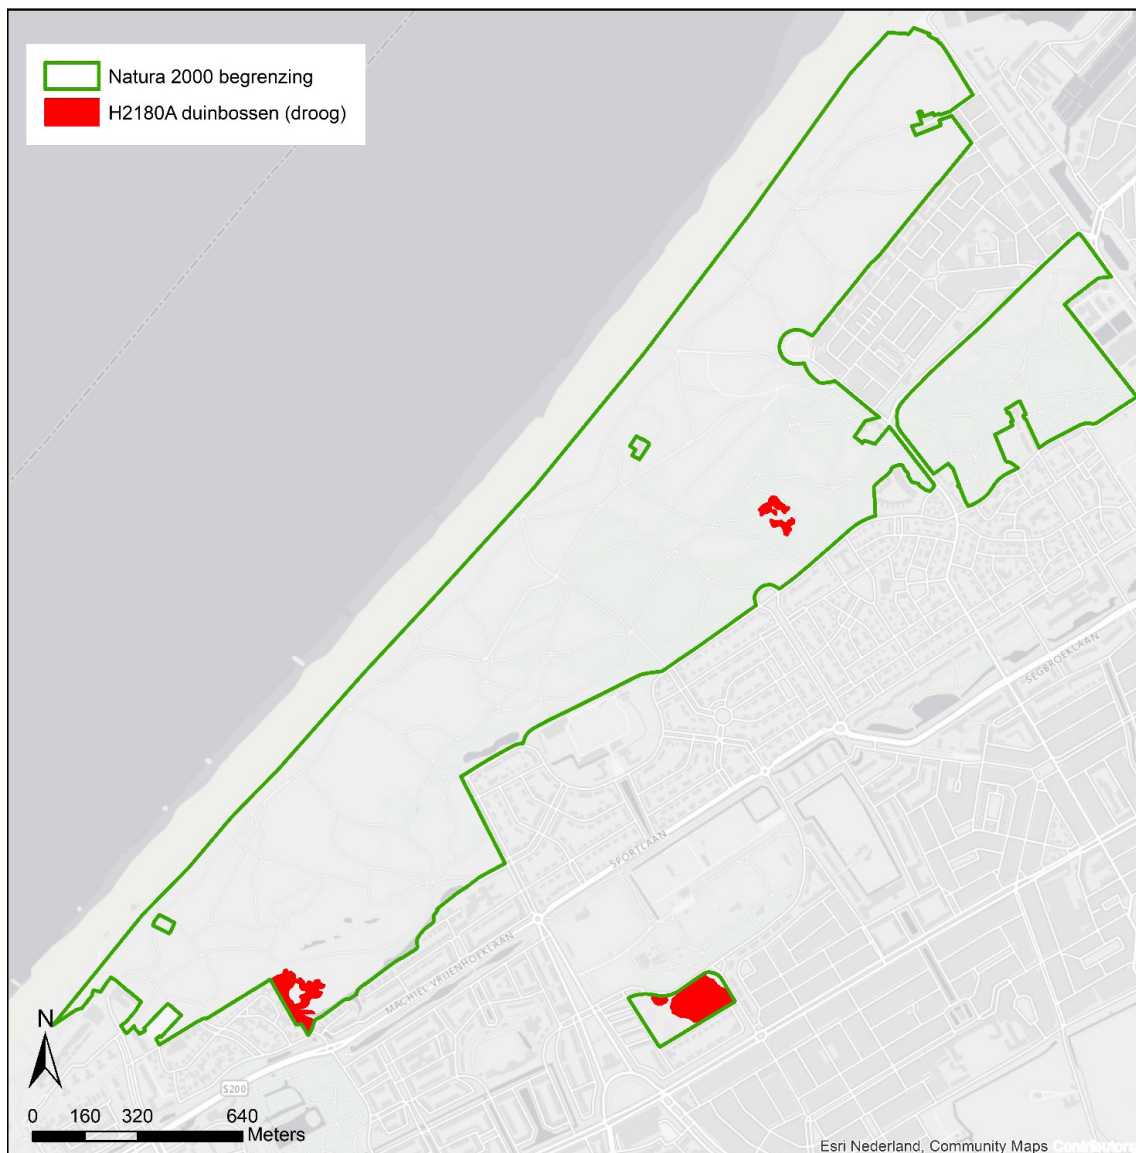 Natura 2000 begrenzing
H2180A duinbossen (droog)
SEGBROEKLAAN
SPORTLAAN
MACHIEL VRIJENHOEKLAAN
N
S200
0 160 320 640
Meters
Esri Nederland, Community Maps Contributors